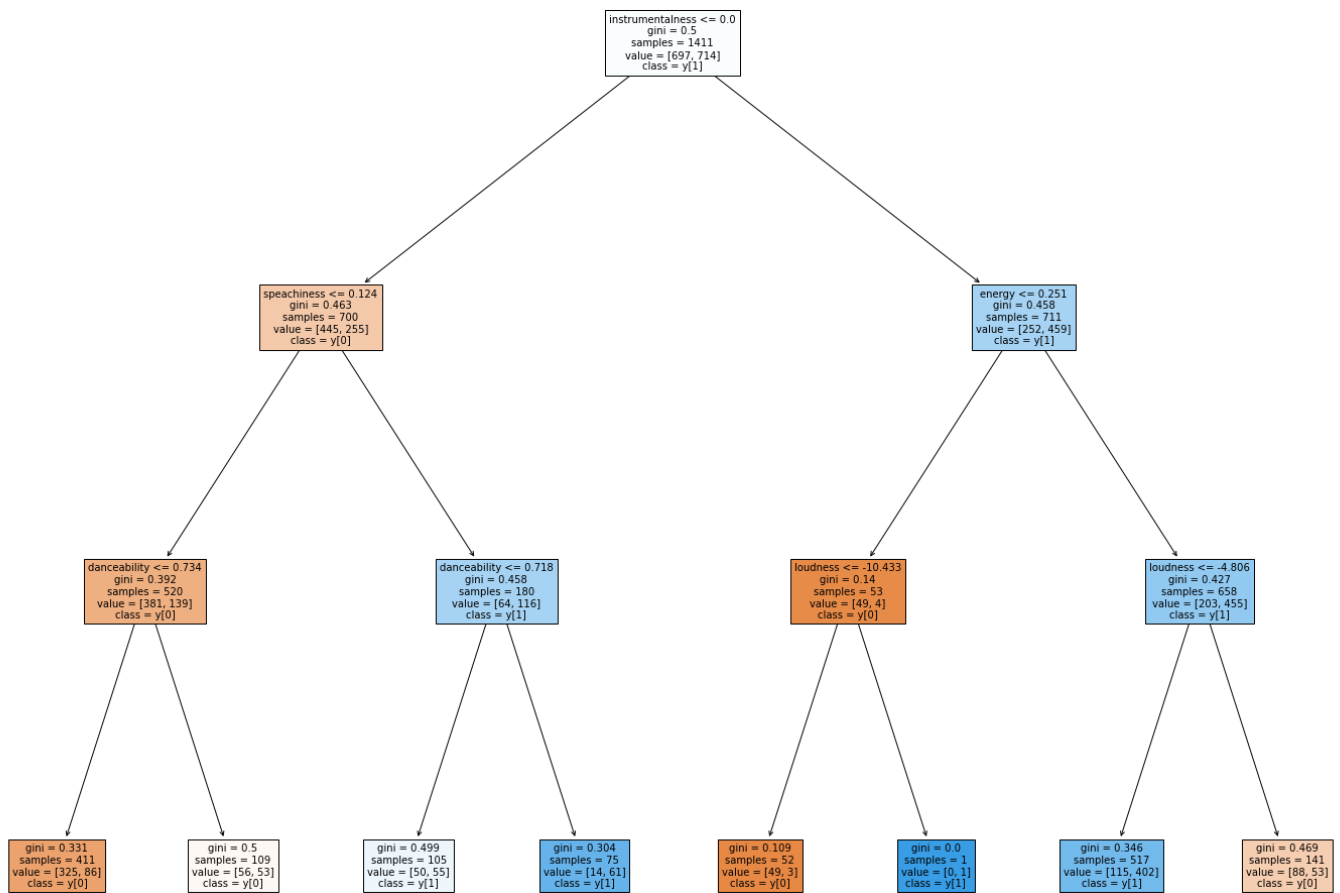 instrumentalness <= 0.0
gini = 0.5
samples = 1411
value = [697, 714]
class = y[1]
speachiness <= 0.124
gini = 0.463
samples = 700
value = [445, 255]
class = y[0]
energy <= 0.251
gini = 0.458
samples = 711
value = [252, 459]
class = y[1]
danceability <= 0.734
gini = 0.392
samples = 520
value = [381, 139]
class = y[0]
danceability <= 0.718
gini = 0.458
samples = 180
value = [64, 116]
class = y[1]
loudness <= -10.433
gini = 0.14
samples = 53
value = [49, 4]
class = y[0]
loudness <= -4.806
gini = 0.427
samples = 658
value = [203, 455]
class = y[1]
gini = 0.331
samples = 411
value = [325, 86]
class = y[0]
gini = 0.5
samples = 109
value = [56, 53]
class = y[0]
gini = 0.499
samples = 105
value = [50, 55]
class = y[1]
gini = 0.304
samples = 75
value = [14, 61]
class = y[1]
gini = 0.109
samples = 52
value = [49, 3]
class = y[0]
gini = 0.0
samples = 1
value = [0, 1]
class = y[1]
gini = 0.346
samples = 517
value = [115, 402]
class = y[1]
gini = 0.469
samples = 141
value = [88, 53]
class = y[0]